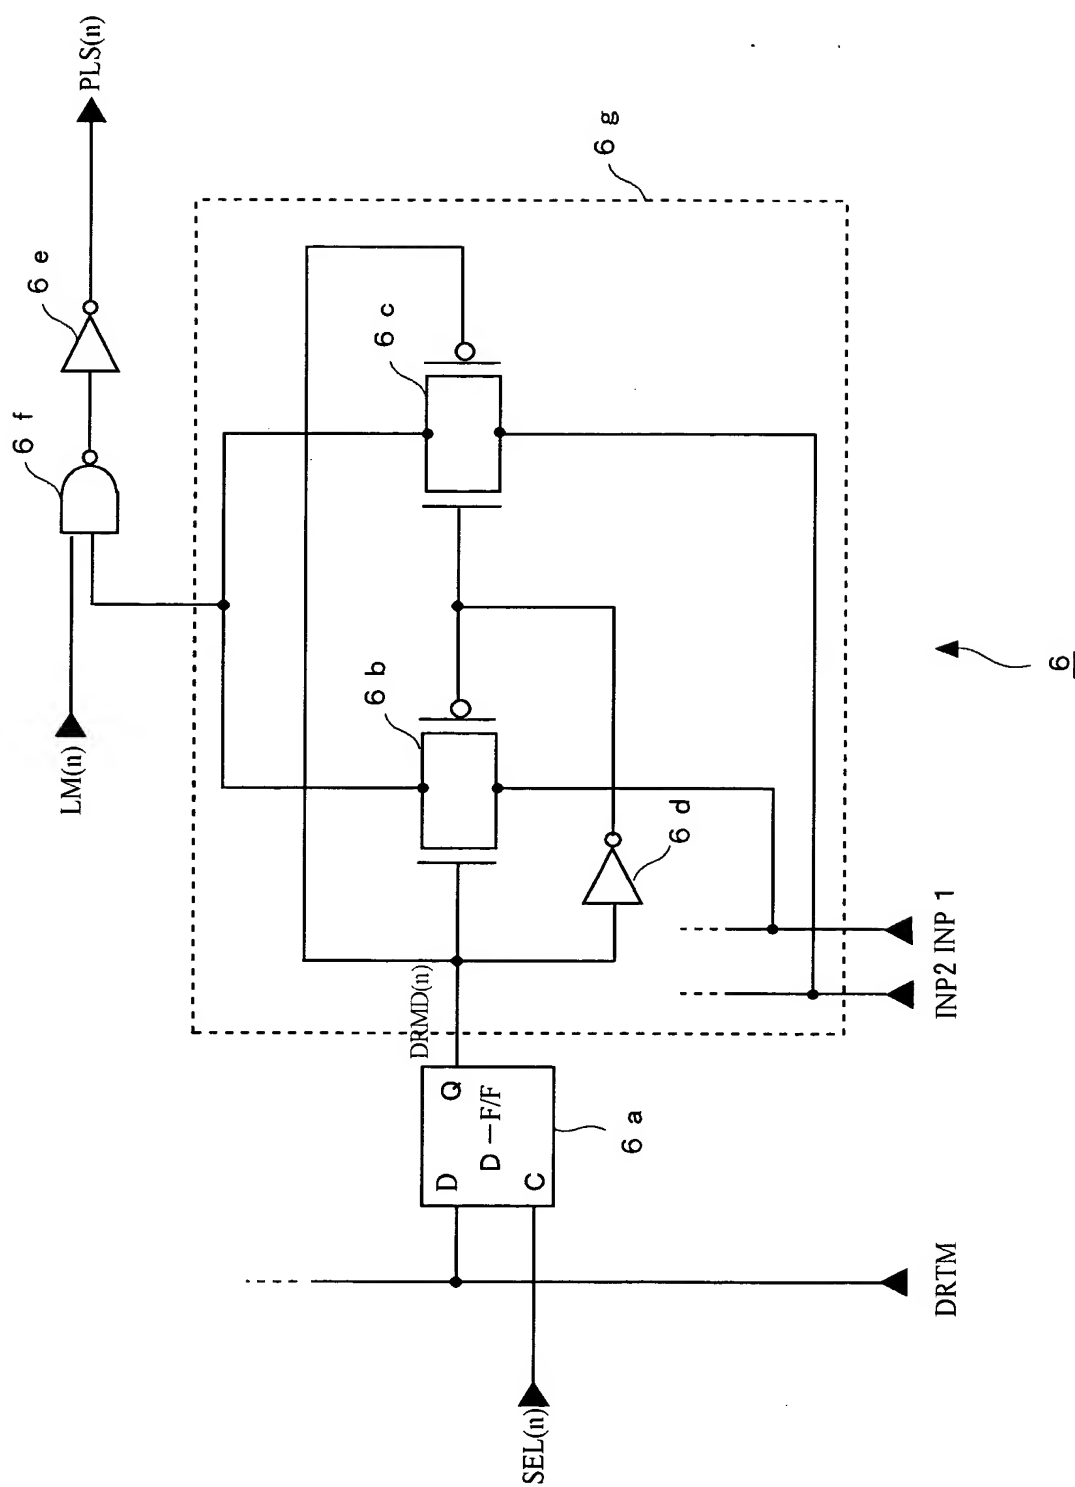 PLS(n)
6 e
6 f
LM(n)
6 g
6 c
6 b
6 d
DRMD(n)
INP 1
INP2
Q
D
D—F/F
C
6 a
DRTM
SEL(n)
6